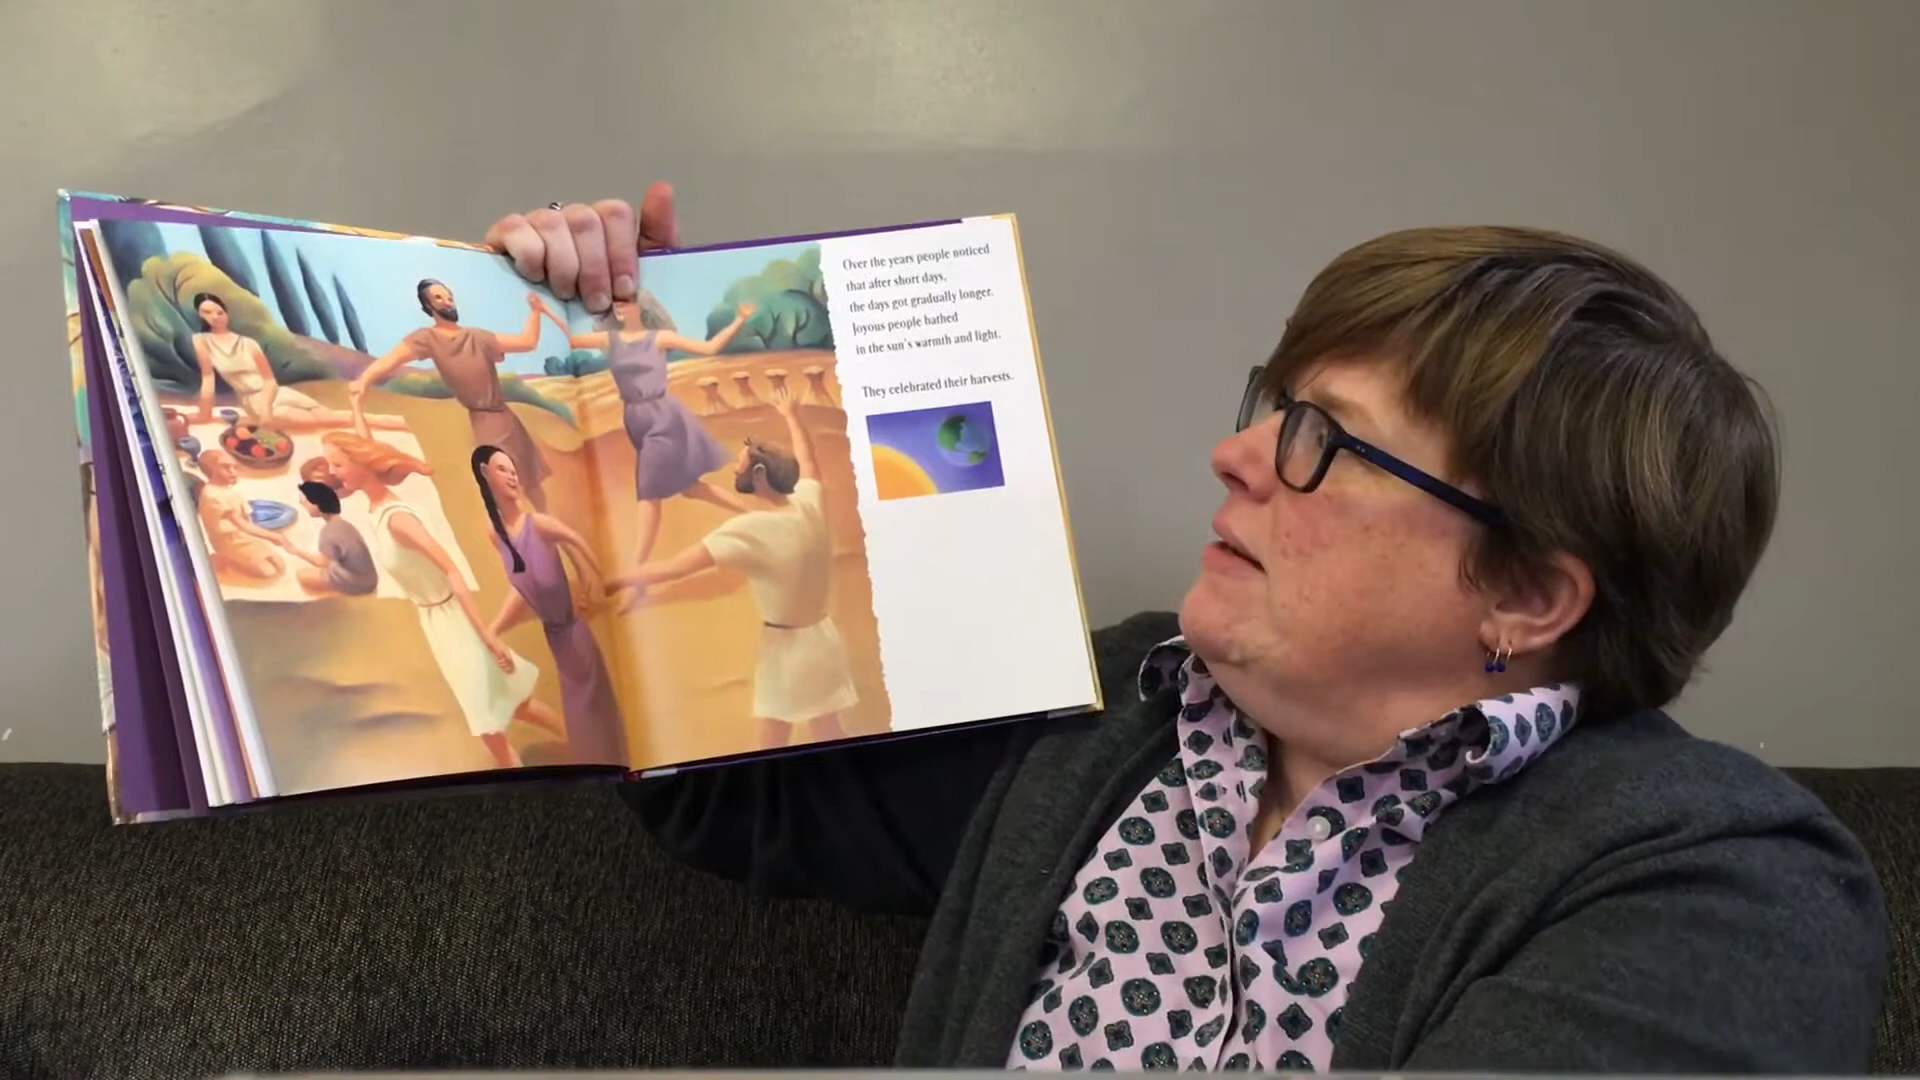 Over the years people noticed
that after short days,
the days got gradually longer.
Joyous people bathed
in the sun's warmth and light.
They celebrated their harvests.